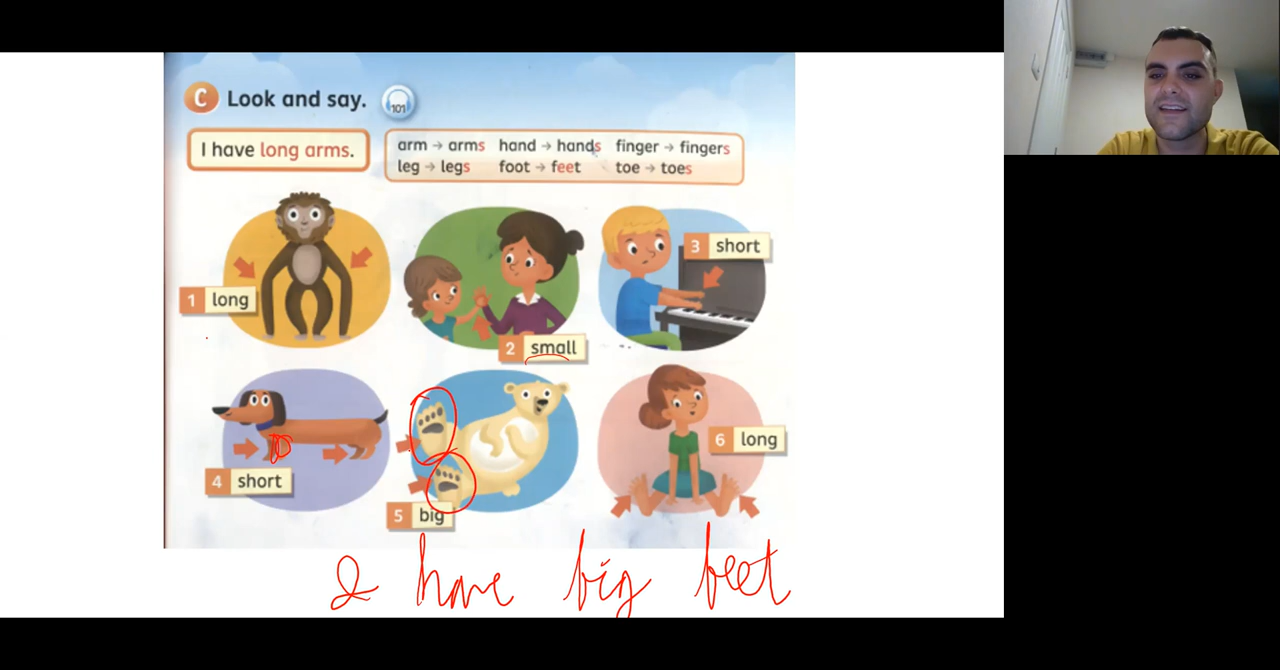 C Look and say. 101
I have long arms.
arm → arms hand → hands finger → fingers
leg → legs foot → feet toe → toes
1 long
2 small
3 short
4 short
5 big
6 long
I have big feet